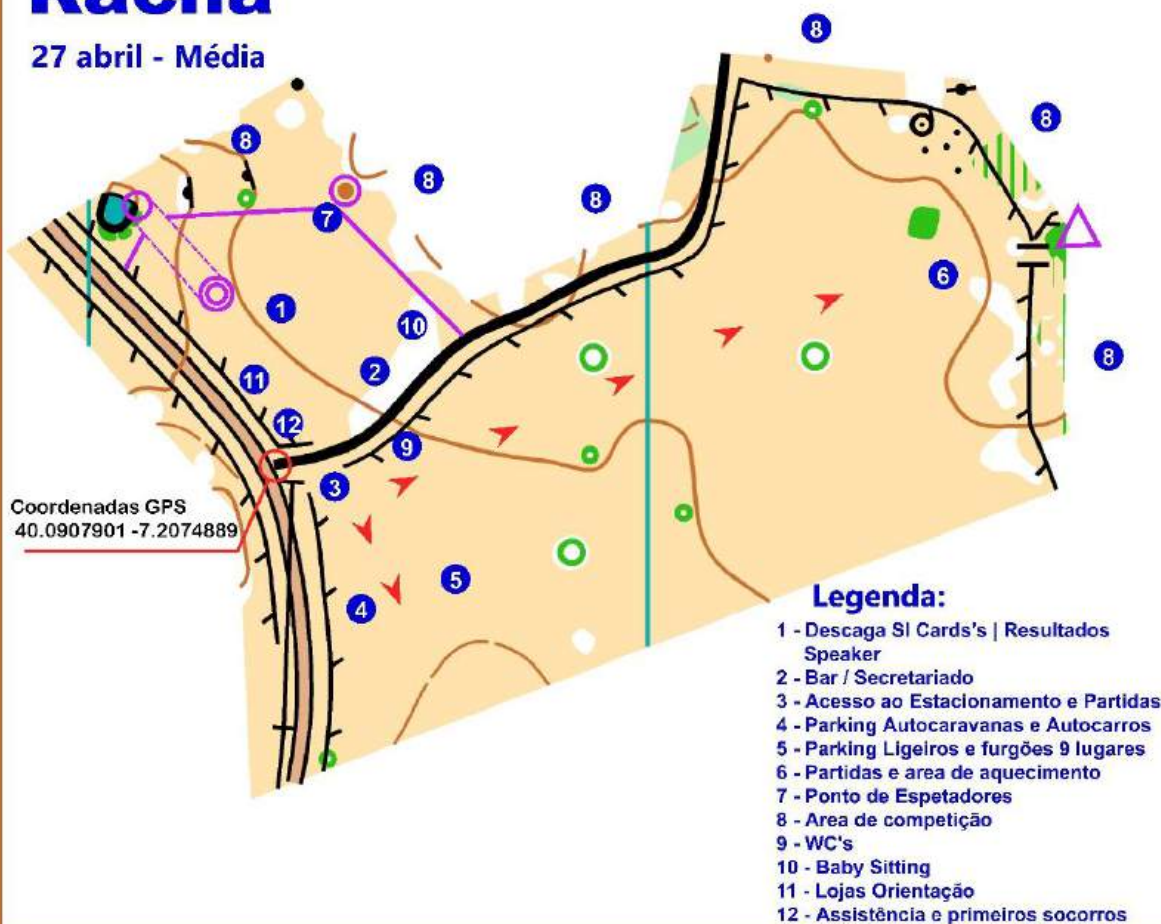 27 abril - Média
8
8
8
8
8
7
6
1
10
8
2
11
12
9
3
Coordenadas GPS
40.0907901 -7.2074889
5
4
Legenda:
1 - Descaga SI Cards's | Resultados
Speaker
2 - Bar / Secretariado
3 - Acesso ao Estacionamento e Partidas
4 - Parking Autocaravanas e Autocarros
5 - Parking Ligeiros e furgões 9 lugares
6 - Partidas e area de aquecimento
7 - Ponto de Espetadores
8 - Area de competição
9 - WC's
10 - Baby Sitting
11 - Lojas Orientação
12 - Assistência e primeiros socorros